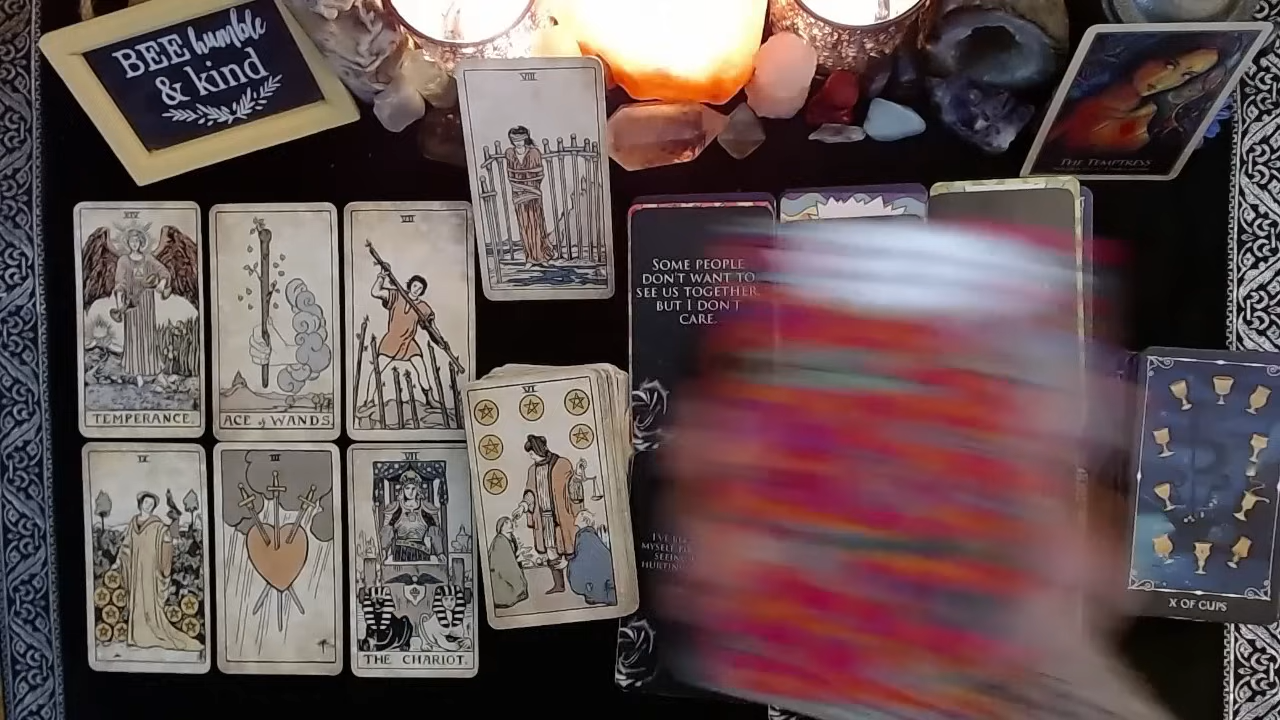 BEE humble
& kind
VIII
THE TEMPTRESS
XIV
VII
SOME PEOPLE
DON'T WANT TO
SEE US TOGETHER
BUT I DON'T
CARE.
TEMPERANCE.
ACE of WANDS.
VI
IX
III
VII
THE CHARIOT.
X OF CUPS